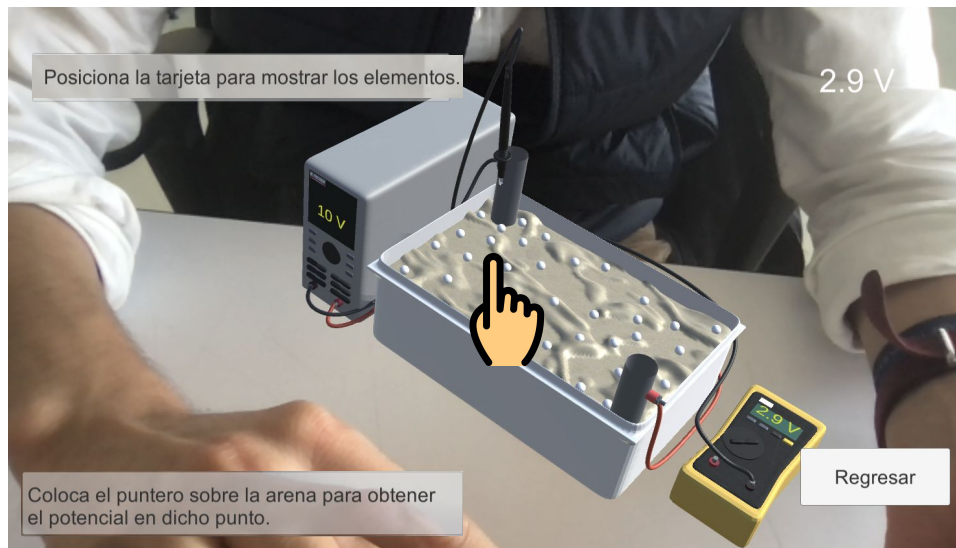 Posiciona la tarjeta para mostrar los elementos.
2.9 V
10 V
2.9 V
Regresar
Coloca el puntero sobre la arena para obtener
el potencial en dicho punto.